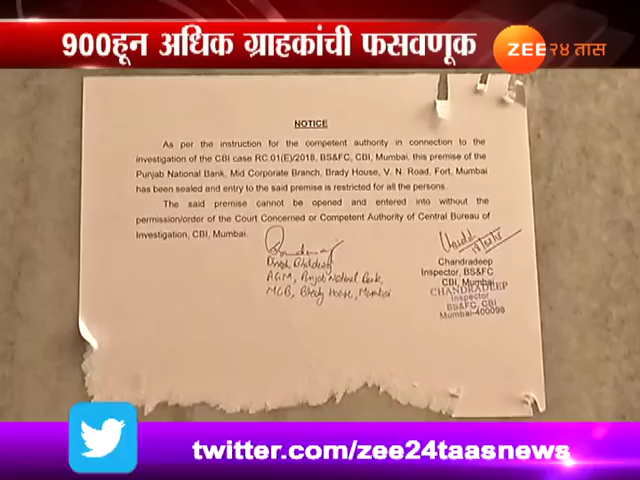 900हून अधिक ग्राहकांची फसवणूक
ZEE २४ तास
NOTICE
As per the instruction for the competent authority in connection to the
investigation of the CBI case RC.01(E)/2018, BS&FC, CBI, Mumbai, this premise of the
Punjab National Bank, Mid Corporate Branch, Brady House, V. N. Road, Fort, Mumbai
has been sealed and entry to the said premise is restricted for all the persons.
The said premise cannot be opened and entered into without the
permission/order of the Court Concerned or Competent Authority of Central Bureau of
Investigation, CBI, Mumbai.
AGM, Punjab National Bank,
MCB, Brady House, Mumbai
Chandradeep
Inspector, BS&FC
CBI, Mumbai
CHANDRADEEP
Inspector
BS&FC, CBI
Mumbai-400098
twitter.com/zee24taasnews